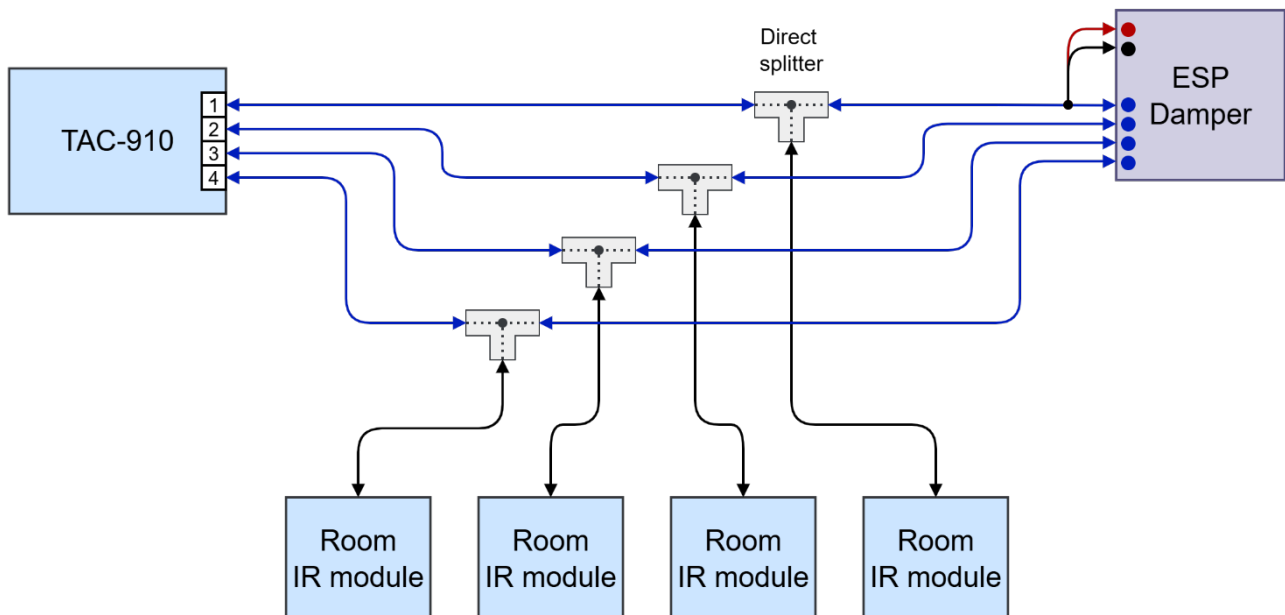 Direct
splitter
TAC-910
1
2
3
4
ESP
Damper
Room
IR module
Room
IR module
Room
IR module
Room
IR module